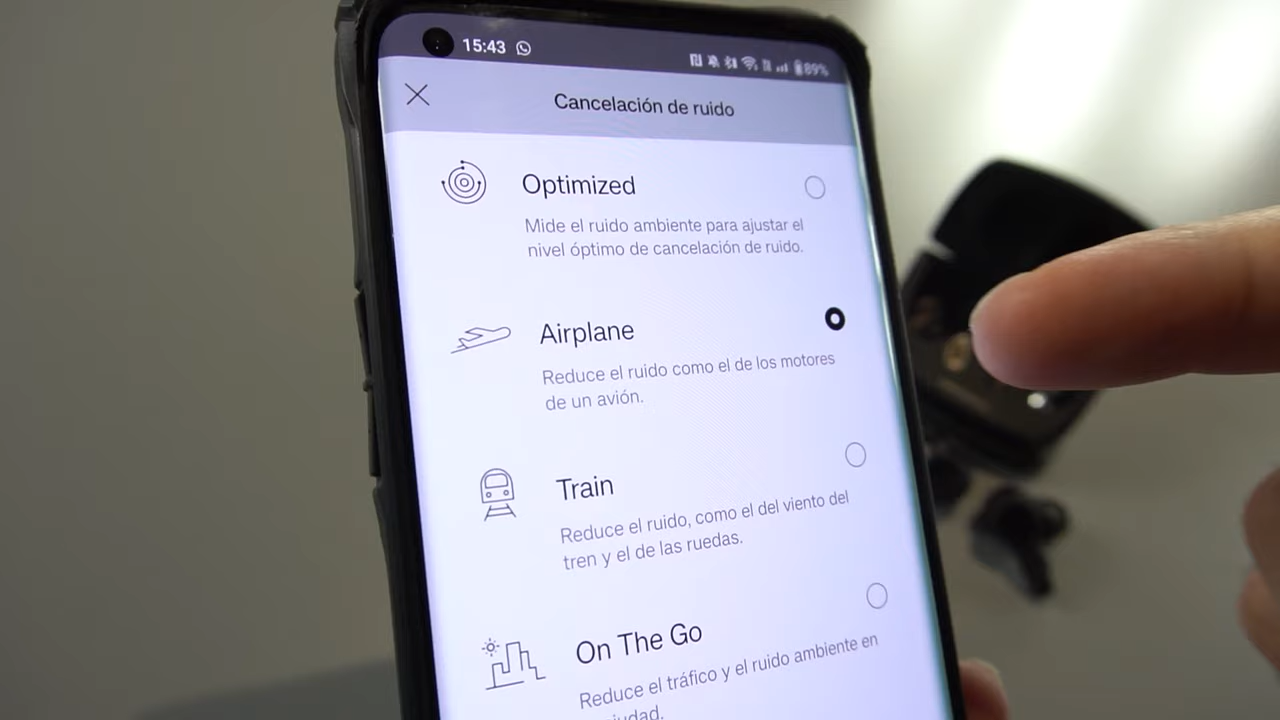 15:43
89%
Cancelación de ruido
Optimized
Mide el ruido ambiente para ajustar el
nivel óptimo de cancelación de ruido.
Airplane
Reduce el ruido como el de los motores
de un avión.
Train
Reduce el ruido, como el del viento del
tren y el de las ruedas.
On The Go
Reduce el tráfico y el ruido ambiente en